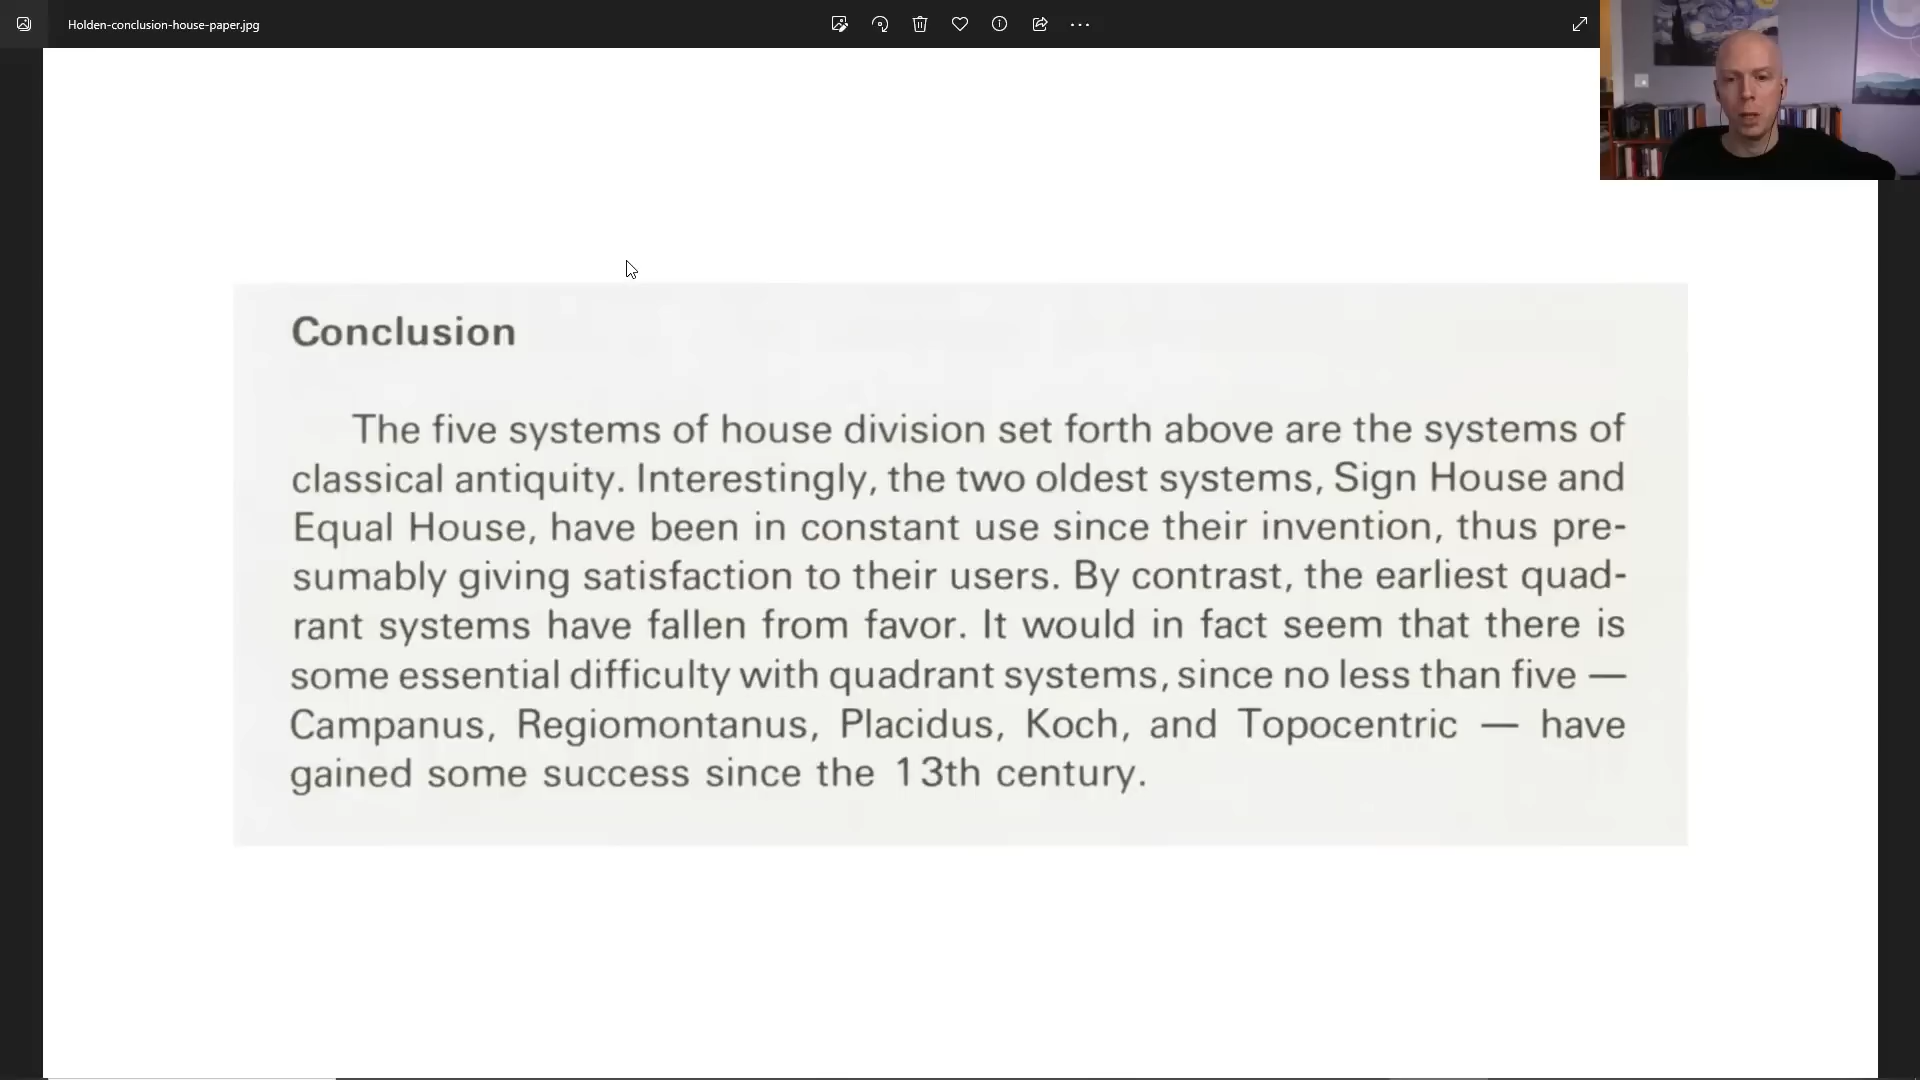 Holden-conclusion-house-paper.jpg
Conclusion
The five systems of house division set forth above are the systems of
classical antiquity. Interestingly, the two oldest systems, Sign House and
Equal House, have been in constant use since their invention, thus pre-
sumably giving satisfaction to their users. By contrast, the earliest quad-
rant systems have fallen from favor. It would in fact seem that there is
some essential difficulty with quadrant systems, since no less than five —
Campanus, Regiomontanus, Placidus, Koch, and Topocentric — have
gained some success since the 13th century.